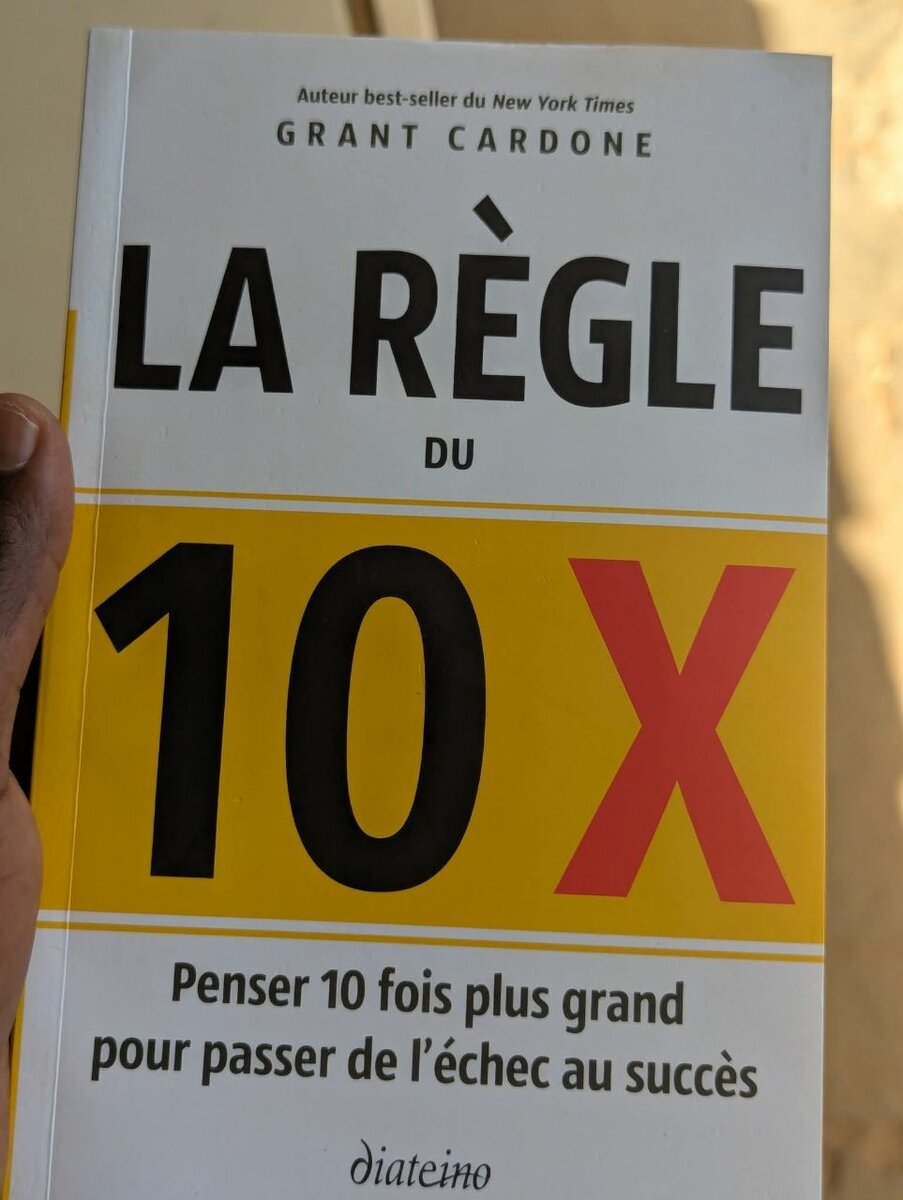 Auteur best-seller du New York Times
GRANT CARDONE
LA RÈGLE
DU
10 X
Penser 10 fois plus grand
pour passer de l'échec au succès
diateino